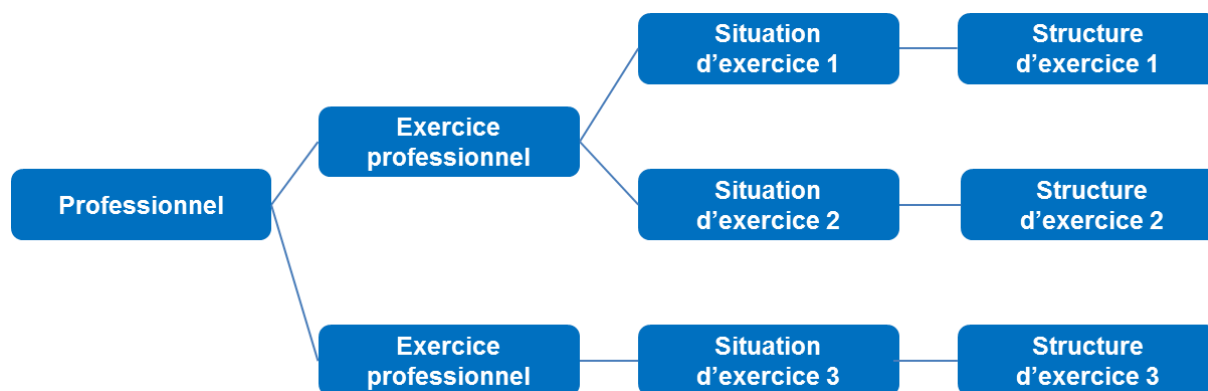 Situation
d’exercice 1
Structure
d’exercice 1
Exercice
professionnel
Professionnel
Situation
d’exercice 2
Structure
d’exercice 2
Exercice
professionnel
Situation
d’exercice 3
Structure
d’exercice 3